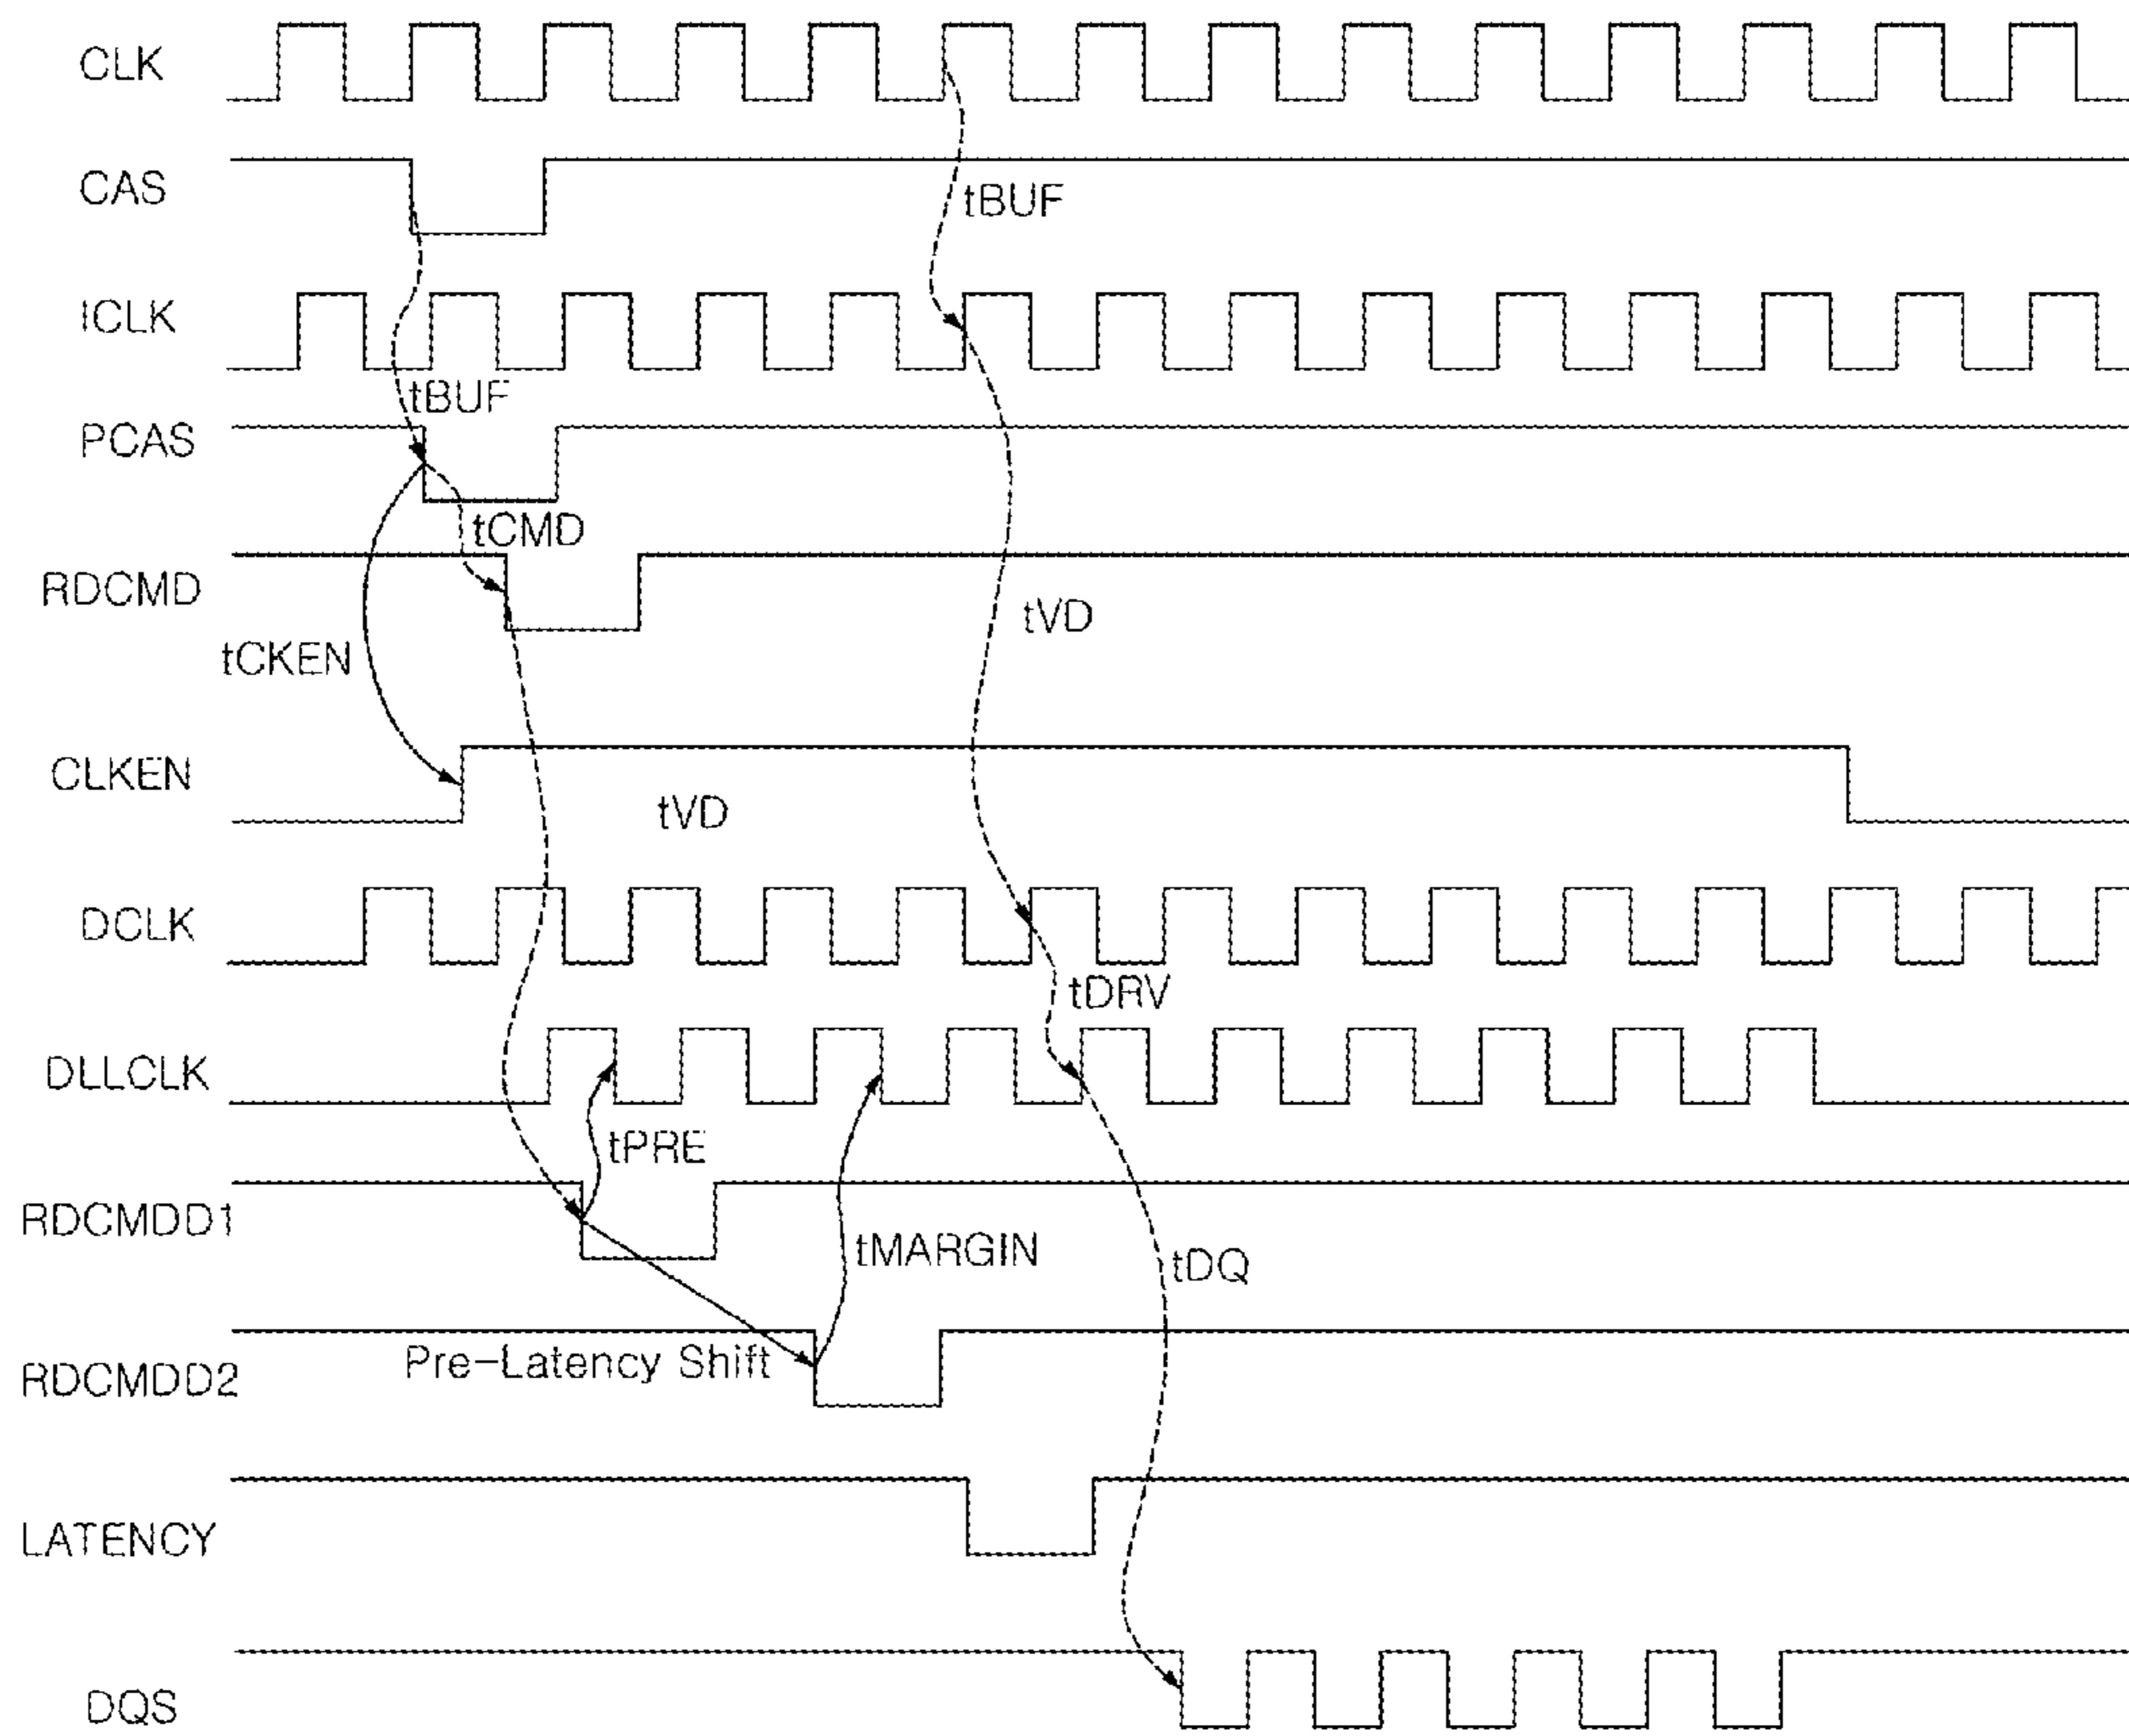 CLK
CAS
tBUF
ICLK
tBUF
PCAS
tCMD
RDCMD
tVD
tCKEN
CLKEN
tVD
DCLK
tDRV
DLLCLK
tPRE
RDCMDD1
tMARGIN
tDQ
Pre-Latency Shift
RDCMDD2
LATENCY
DQS